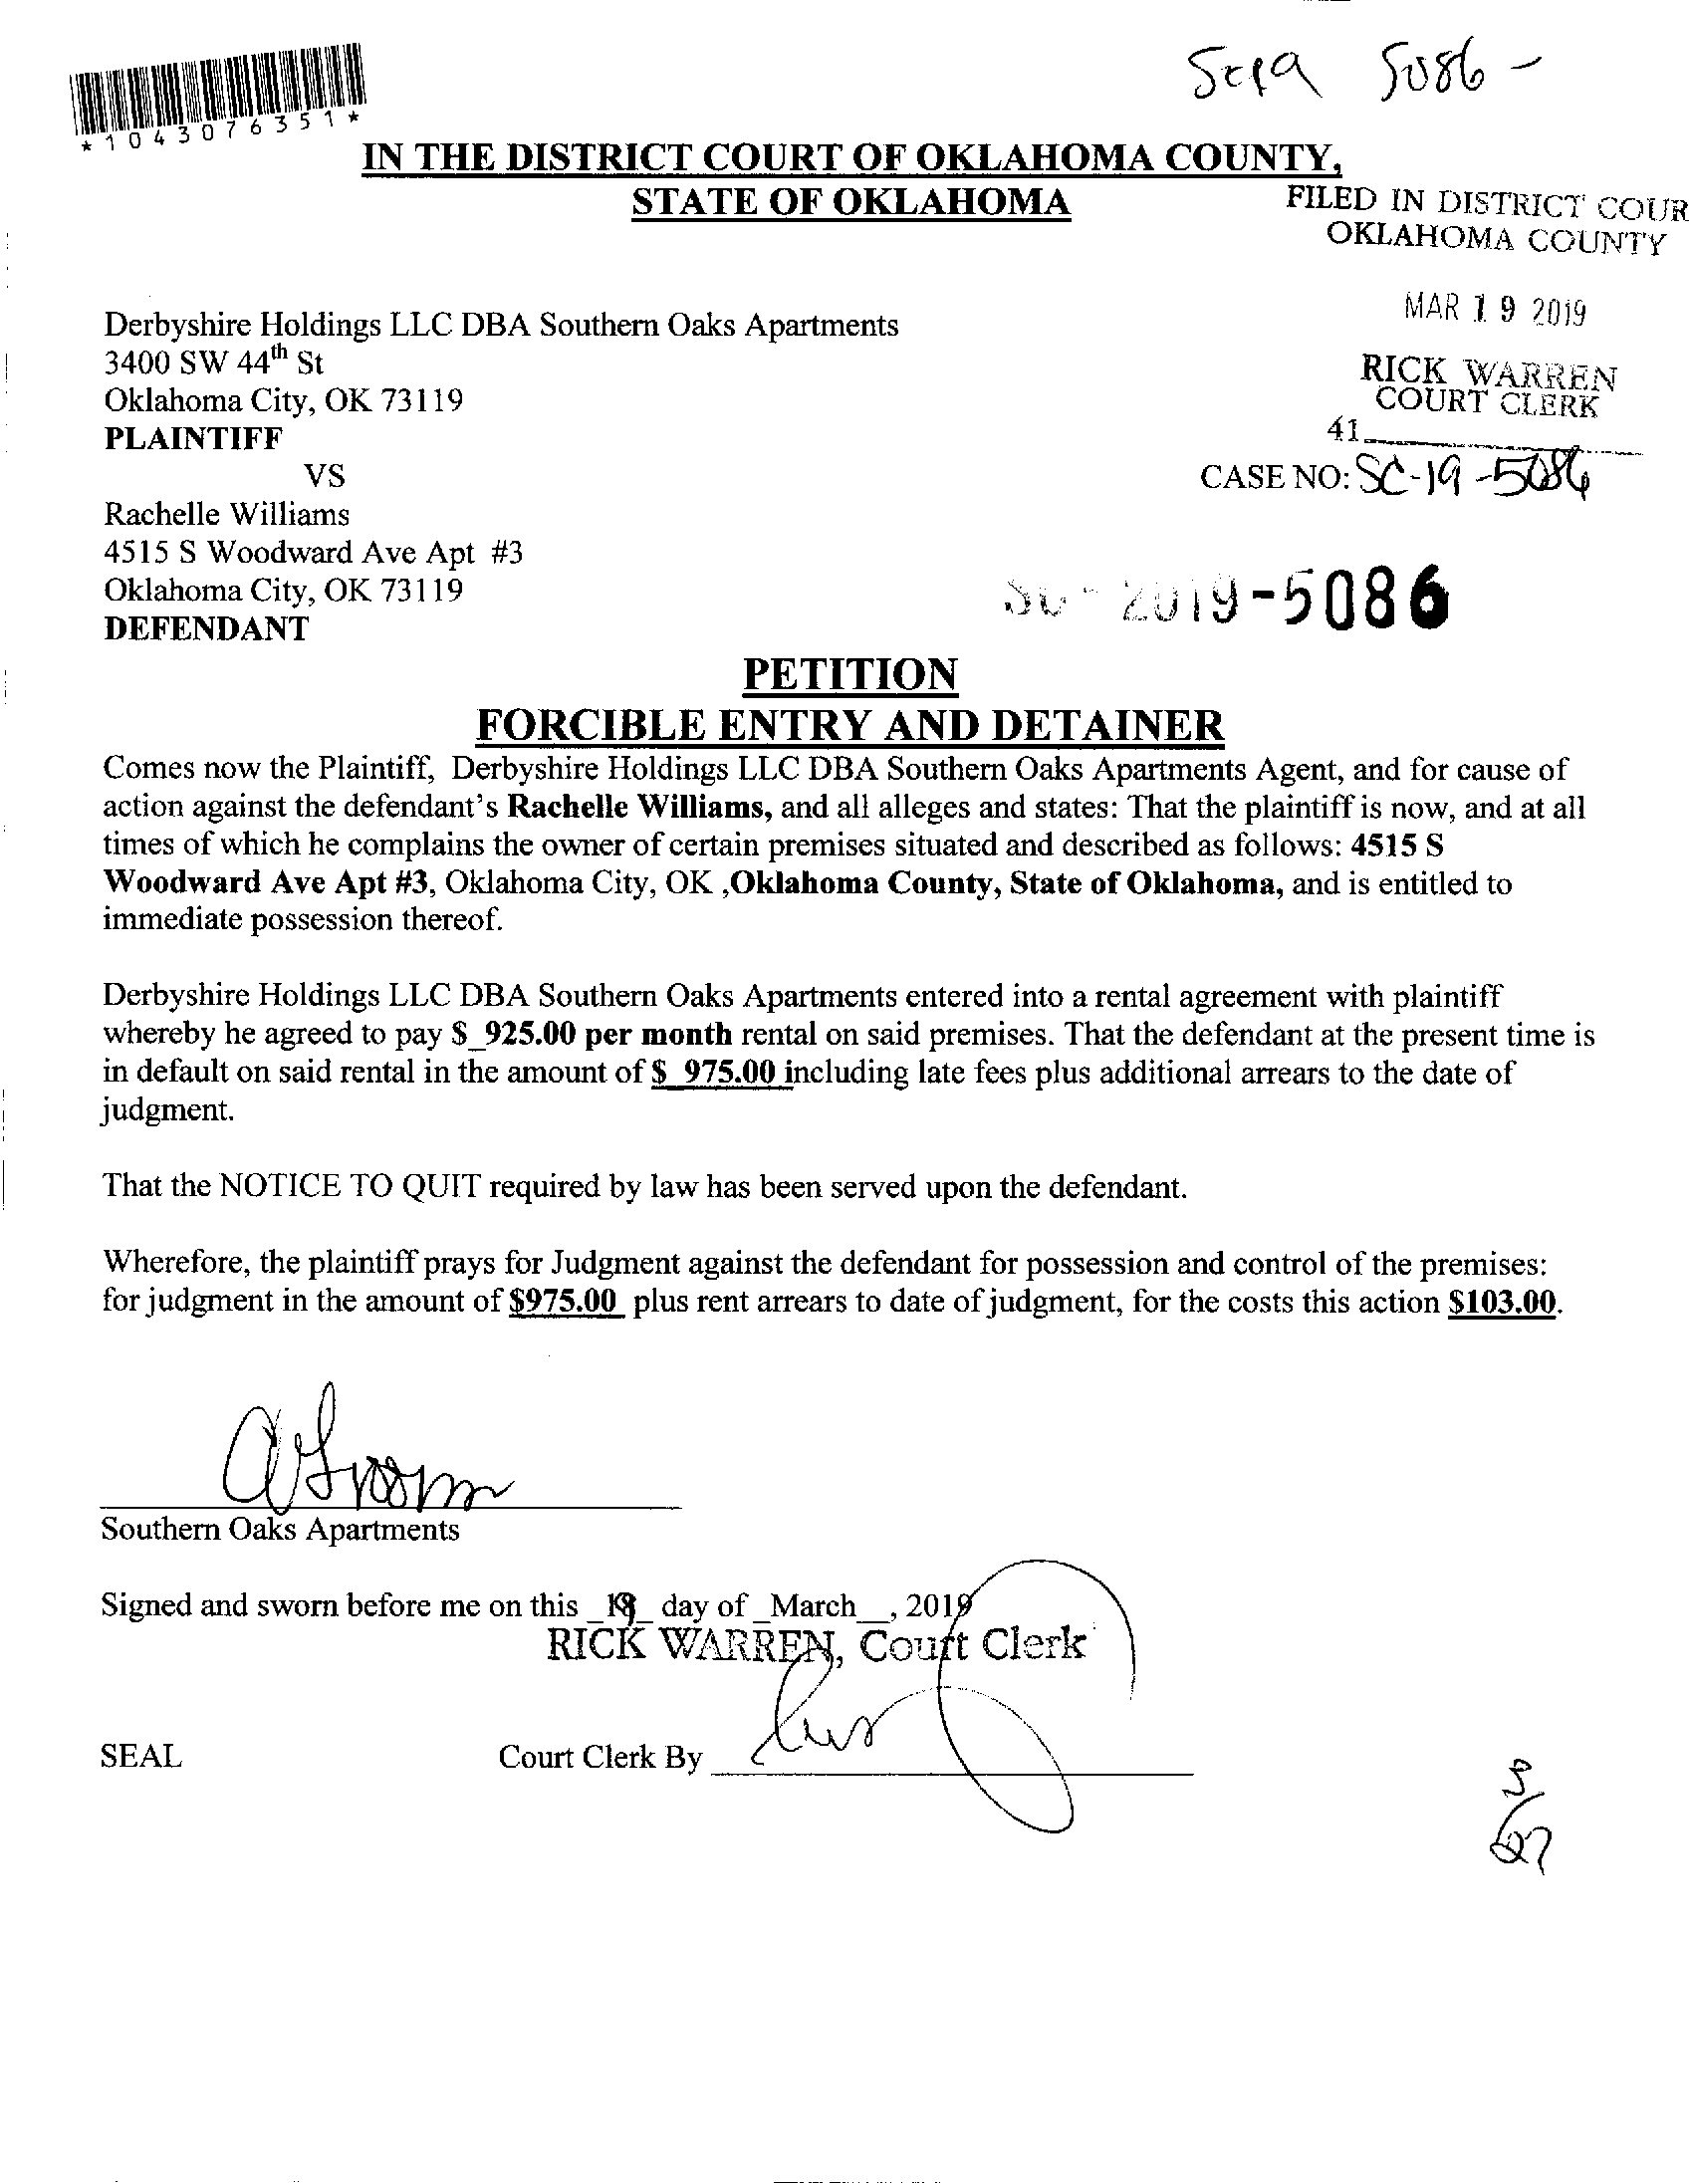 Sc19 5086-
*1043076351*
IN THE DISTRICT COURT OF OKLAHOMA COUNTY,
STATE OF OKLAHOMA
FILED IN DISTRICT COUR
OKLAHOMA COUNTY
MAR 19 2019
RICK WARREN
COURT CLERK
41
Derbyshire Holdings LLC DBA Southern Oaks Apartments
3400 SW 44th St
Oklahoma City, OK 73119
PLAINTIFF
VS
CASE NO: SC-19-5086
Rachelle Williams
4515 S Woodward Ave Apt #3
Oklahoma City, OK 73119
DEFENDANT
SC-2019-5086
PETITION
FORCIBLE ENTRY AND DETAINER
Comes now the Plaintiff, Derbyshire Holdings LLC DBA Southern Oaks Apartments Agent, and for cause of
action against the defendant's Rachelle Williams, and all alleges and states: That the plaintiff is now, and at all
times of which he complains the owner of certain premises situated and described as follows: 4515 S
Woodward Ave Apt #3, Oklahoma City, OK ,Oklahoma County, State of Oklahoma, and is entitled to
immediate possession thereof.
Derbyshire Holdings LLC DBA Southern Oaks Apartments entered into a rental agreement with plaintiff
whereby he agreed to pay $_925.00 per month rental on said premises. That the defendant at the present time is
in default on said rental in the amount of $_975.00 including late fees plus additional arrears to the date of
judgment.
That the NOTICE TO QUIT required by law has been served upon the defendant.
Wherefore, the plaintiff prays for Judgment against the defendant for possession and control of the premises:
for judgment in the amount of $975.00 plus rent arrears to date of judgment, for the costs this action $103.00.
Southern Oaks Apartments
Signed and sworn before me on this _19_ day of _March__, 2019
RICK WARREN, Court Clerk
SEAL
Court Clerk By
3/27